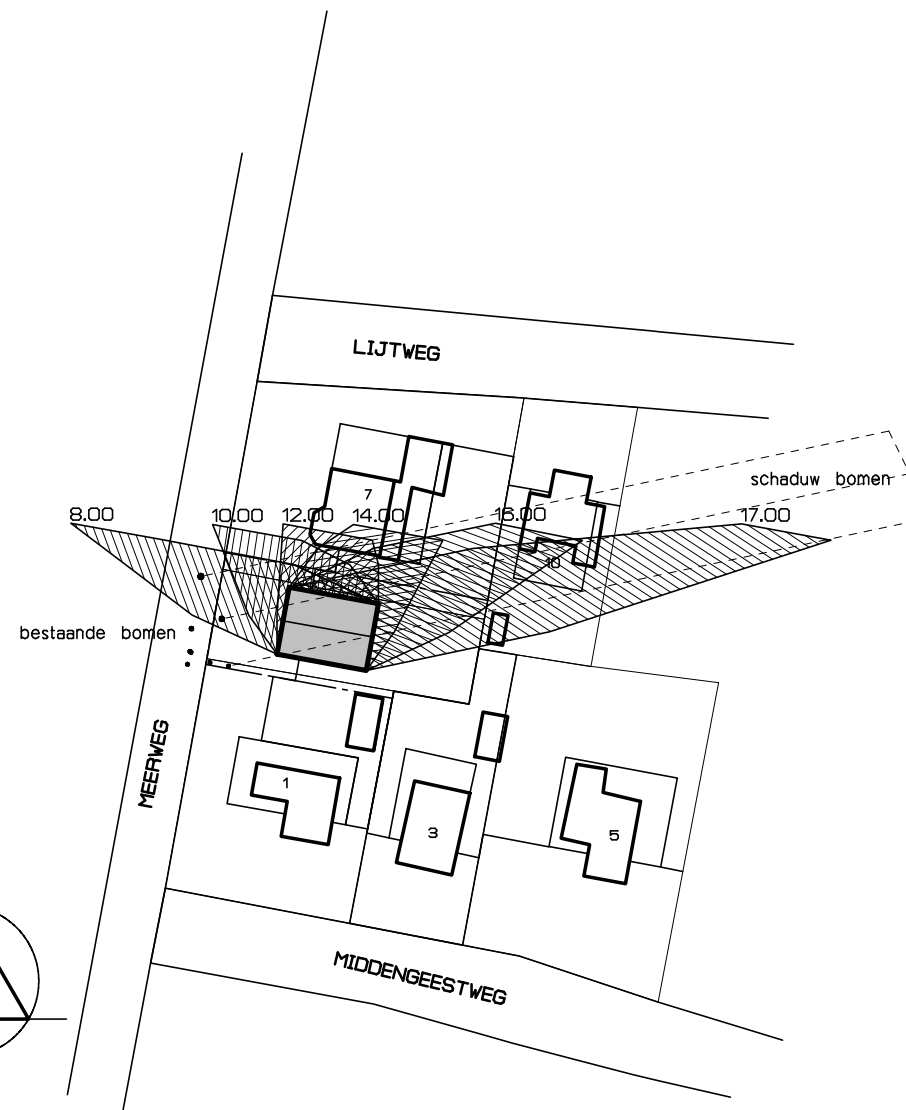 LIJTWEG
schaduw bomen
7
8.00
10.00
12.00
14.00
16.00
17.00
10
bestaande bomen
MEERWEG
1
3
5
MIDDENGEESTWEG